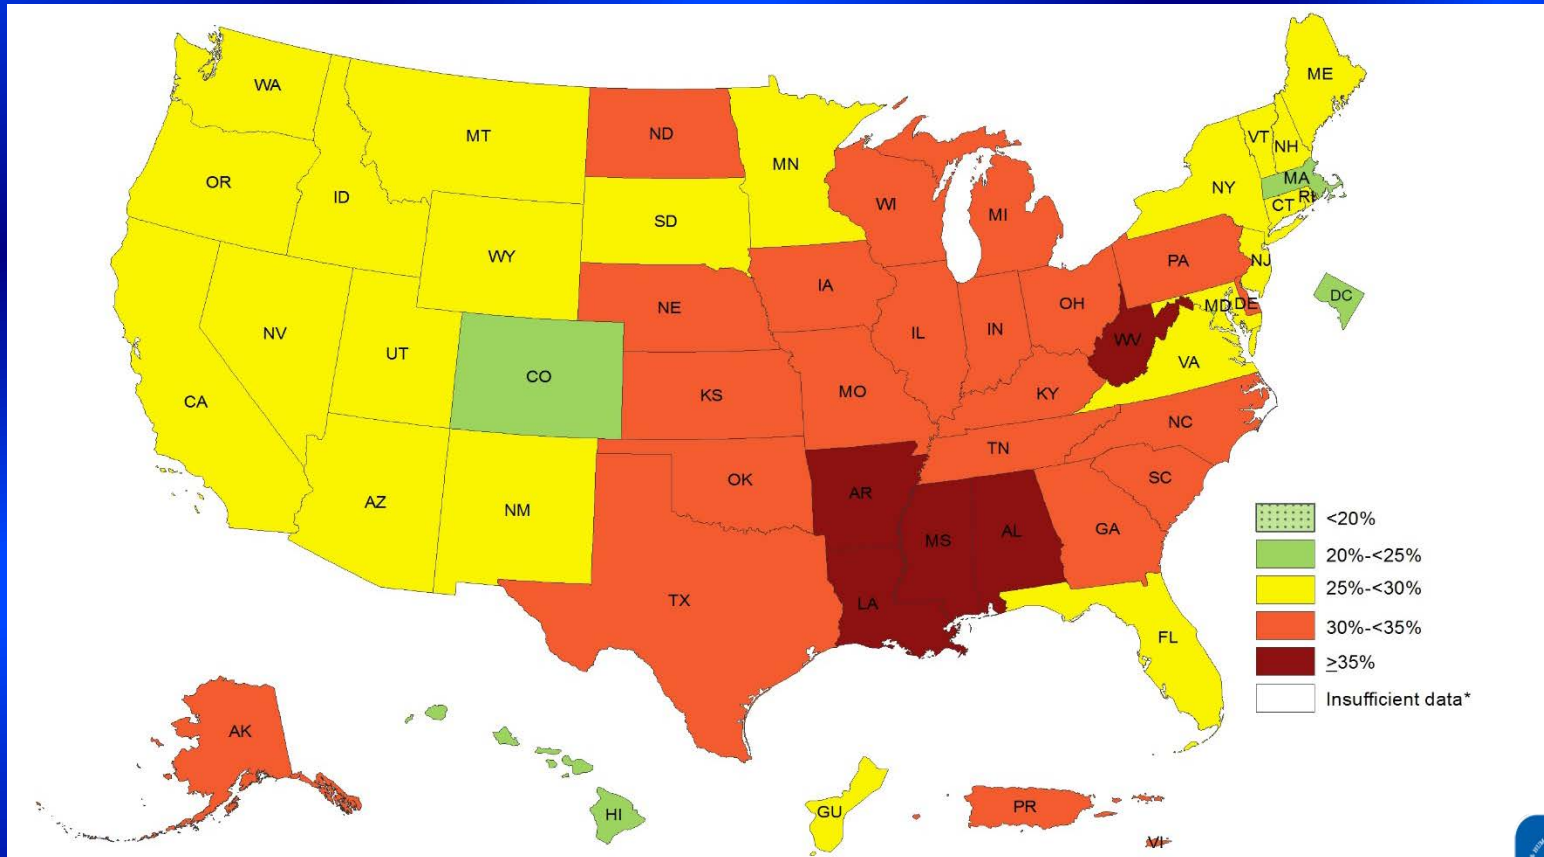 WA
MT
ND
MN
ME
VT
NH
OR
ID
SD
WI
MI
NY
MA
CT
RI
WY
IA
NE
PA
NJ
NV
UT
CO
IL
IN
OH
MD
DE
DC
CA
KS
MO
WV
VA
KY
AZ
NM
OK
AR
TN
NC
SC
MS
AL
GA
TX
LA
FL
<20%
20%-<25%
25%-<30%
30%-<35%
≥35%
Insufficient data*
AK
HI
GU
PR
VI